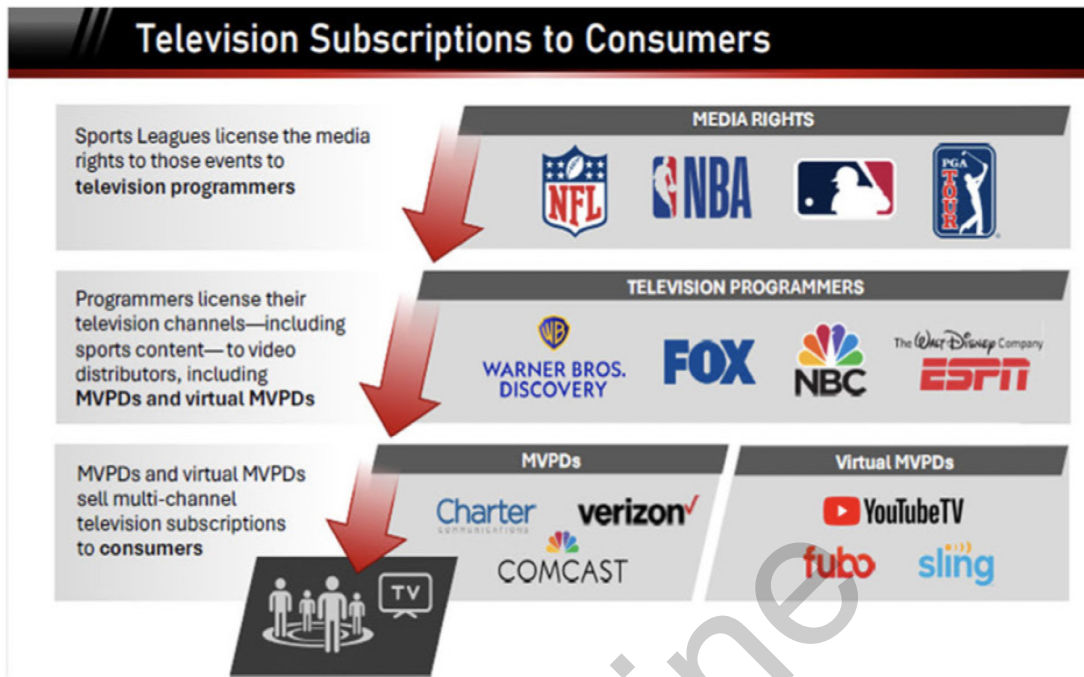 Television Subscriptions to Consumers
Sports Leagues license the media
rights to those events to
television programmers
MEDIA RIGHTS
NFL
NBA
PGA
TOUR
Programmers license their
television channels—including
sports content—to video
distributors, including
MVPDs and virtual MVPDs
TELEVISION PROGRAMMERS
WB
WARNER BROS.
DISCOVERY
FOX
NBC
The Walt Disney Company
ESPN
MVPDs and virtual MVPDs
sell multi-channel
television subscriptions
to consumers
MVPDs
Charter
COMMUNICATIONS
verizon
COMCAST
Virtual MVPDs
YouTubeTV
fubo
sling
TV
ine